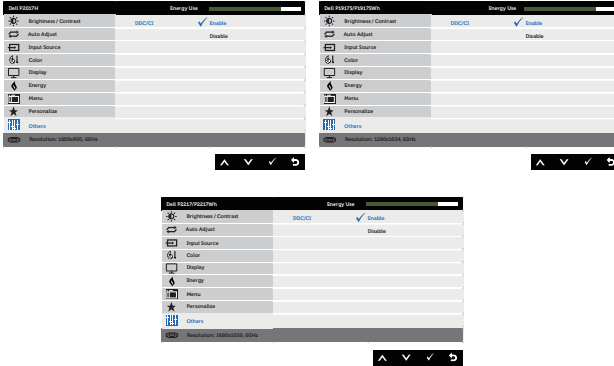 Dell P2017H Energy Use
Brightness / Contrast DDC/CI Enable
Auto Adjust Disable
Input Source
Color
Display
Energy
Menu
Personalize
Others
Resolution: 1600x900, 60Hz
Dell P1917S/P1917SWh Energy Use
Brightness / Contrast DDC/CI Enable
Auto Adjust Disable
Input Source
Color
Display
Energy
Menu
Personalize
Others
Resolution: 1280x1024, 60Hz
Dell P2217/P2217Wh Energy Use
Brightness / Contrast DDC/CI Enable
Auto Adjust Disable
Input Source
Color
Display
Energy
Menu
Personalize
Others
Resolution: 1680x1050, 60Hz